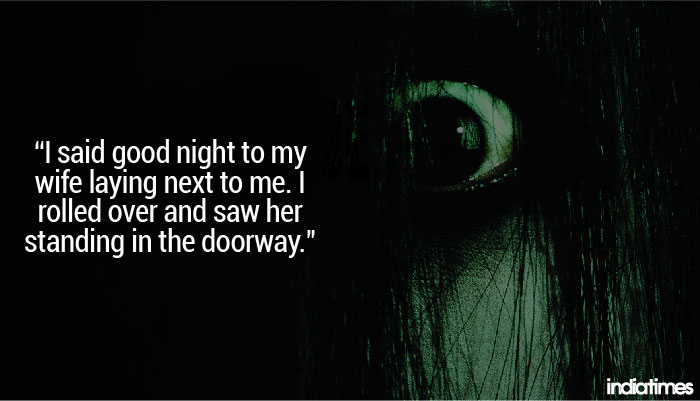 “I said good night to my
wife laying next to me. I
rolled over and saw her
standing in the doorway."
indiatimes